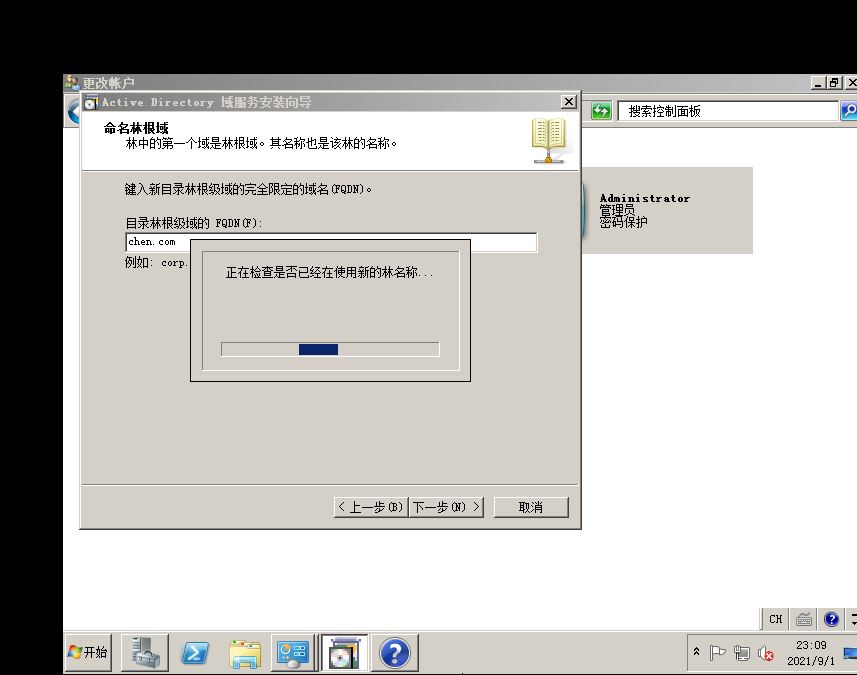 更改帐户
Active Directory 域服务安装向导
搜索控制面板
命名林根域
林中的第一个域是林根域。其名称也是该林的名称。
键入新目录林根级域的完全限定的域名(FQDN)。
目录林根级域的 FQDN(F):
chen.com
例如: corp.
正在检查是否已经在使用新的林名称...
Administrator
管理员
密码保护
< 上一步(B)
下一步(N) >
取消
CH
开始
23:09
2021/9/1